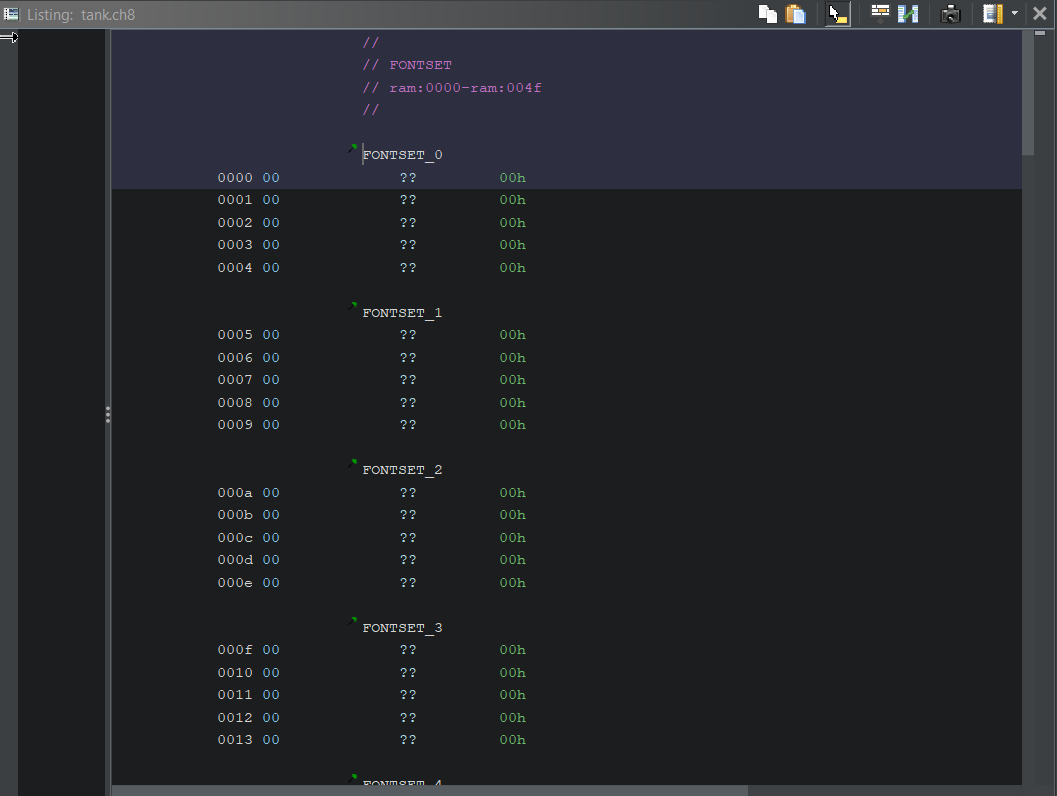 Listing: tank.ch8
//
// FONTSET
// ram:0000-ram:004f
//
FONTSET_0
0000 00 ?? 00h
0001 00 ?? 00h
0002 00 ?? 00h
0003 00 ?? 00h
0004 00 ?? 00h
FONTSET_1
0005 00 ?? 00h
0006 00 ?? 00h
0007 00 ?? 00h
0008 00 ?? 00h
0009 00 ?? 00h
FONTSET_2
000a 00 ?? 00h
000b 00 ?? 00h
000c 00 ?? 00h
000d 00 ?? 00h
000e 00 ?? 00h
FONTSET_3
000f 00 ?? 00h
0010 00 ?? 00h
0011 00 ?? 00h
0012 00 ?? 00h
0013 00 ?? 00h
FONTSET_4